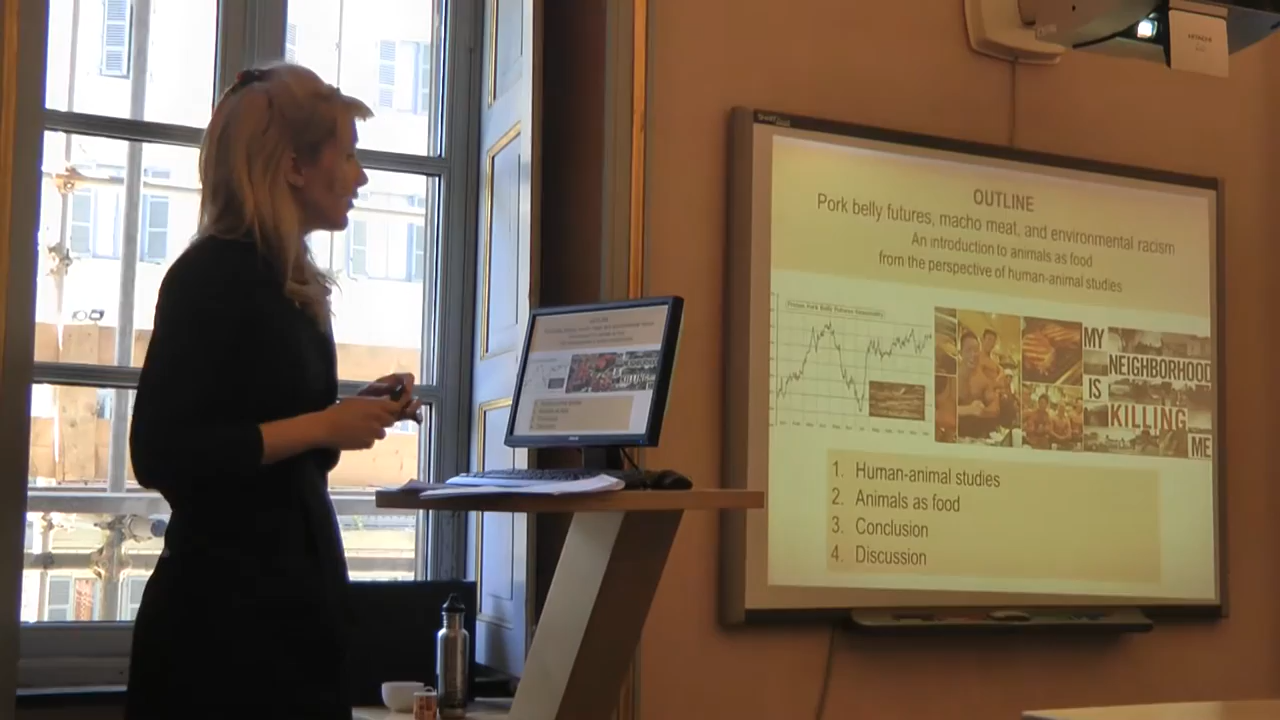 OUTLINE
Pork belly futures, macho meat, and environmental racism
An introduction to animals as food
from the perspective of human-animal studies
MY
NEIGHBORHOOD
IS
KILLING
ME
1. Human-animal studies
2. Animals as food
3. Conclusion
4. Discussion
HITACHI